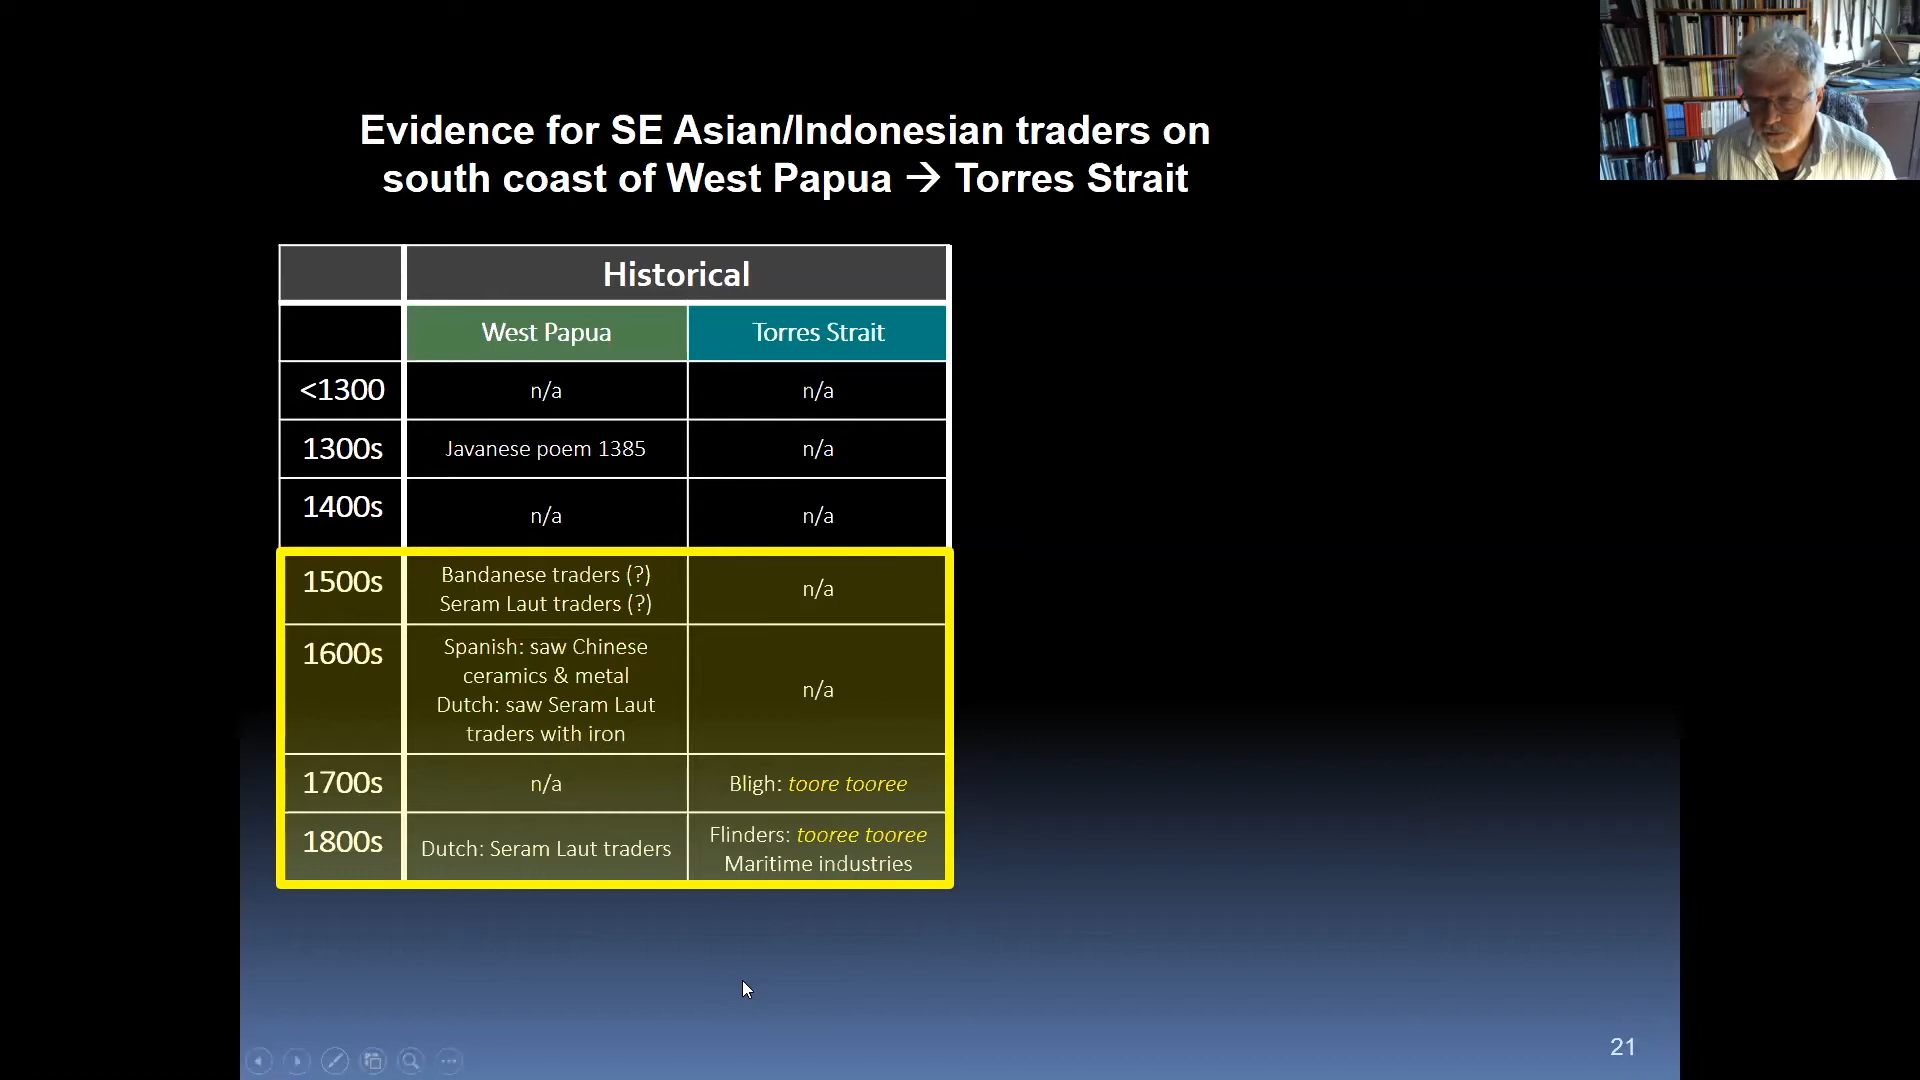 Evidence for SE Asian/Indonesian traders on
south coast of West Papua → Torres Strait
Historical
West Papua Torres Strait
<1300 n/a n/a
1300s Javanese poem 1385 n/a
1400s n/a n/a
1500s Bandanese traders (?)
Seram Laut traders (?) n/a
1600s Spanish: saw Chinese
ceramics & metal
Dutch: saw Seram Laut
traders with iron n/a
1700s n/a Bligh: toore tooree
1800s Dutch: Seram Laut traders Flinders: tooree tooree
Maritime industries
21